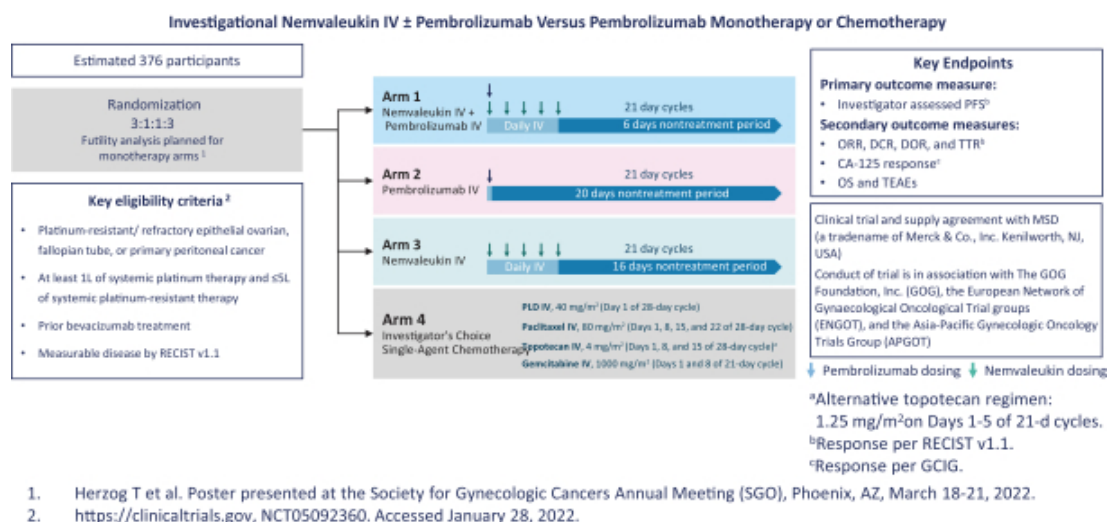 Investigational Nemvaleukin IV ± Pembrolizumab Versus Pembrolizumab Monotherapy or Chemotherapy
Estimated 376 participants
Randomization
3:1:1:3
Futility analysis planned for
monotherapy arms ¹
Key eligibility criteria ²
• Platinum-resistant/ refractory epithelial ovarian,
fallopian tube, or primary peritoneal cancer
• At least 1L of systemic platinum therapy and ≤5L
of systemic platinum-resistant therapy
• Prior bevacizumab treatment
• Measurable disease by RECIST v1.1
Arm 1
Nemvaleukin IV +
Pembrolizumab IV
21 day cycles
Daily IV
6 days nontreatment period
Arm 2
Pembrolizumab IV
21 day cycles
20 days nontreatment period
Arm 3
Nemvaleukin IV
21 day cycles
Daily IV
16 days nontreatment period
Arm 4
Investigator's Choice
Single-Agent Chemotherapy
PLD IV, 40 mg/m² (Day 1 of 28-day cycle)
Paclitaxel IV, 80 mg/m² (Days 1, 8, 15, and 22 of 28-day cycle)
Topotecan IV, 4 mg/m² (Days 1, 8, and 15 of 28-day cycle)ᵃ
Gemcitabine IV, 1000 mg/m² (Days 1 and 8 of 21-day cycle)
Key Endpoints
Primary outcome measure:
• Investigator assessed PFSᵇ
Secondary outcome measures:
• ORR, DCR, DOR, and TTRᵇ
• CA-125 responseᶜ
• OS and TEAEs
Clinical trial and supply agreement with MSD
(a tradename of Merck & Co., Inc. Kenilworth, NJ,
USA)
Conduct of trial is in association with The GOG
Foundation, Inc. (GOG), the European Network of
Gynaecological Oncological Trial groups
(ENGOT), and the Asia-Pacific Gynecologic Oncology
Trials Group (APGOT)
Pembrolizumab dosing Nemvaleukin dosing
ᵃAlternative topotecan regimen:
1.25 mg/m²on Days 1-5 of 21-d cycles.
ᵇResponse per RECIST v1.1.
ᶜResponse per GCIG.
1. Herzog T et al. Poster presented at the Society for Gynecologic Cancers Annual Meeting (SGO), Phoenix, AZ, March 18-21, 2022.
2. https://clinicaltrials.gov, NCT05092360. Accessed January 28, 2022.